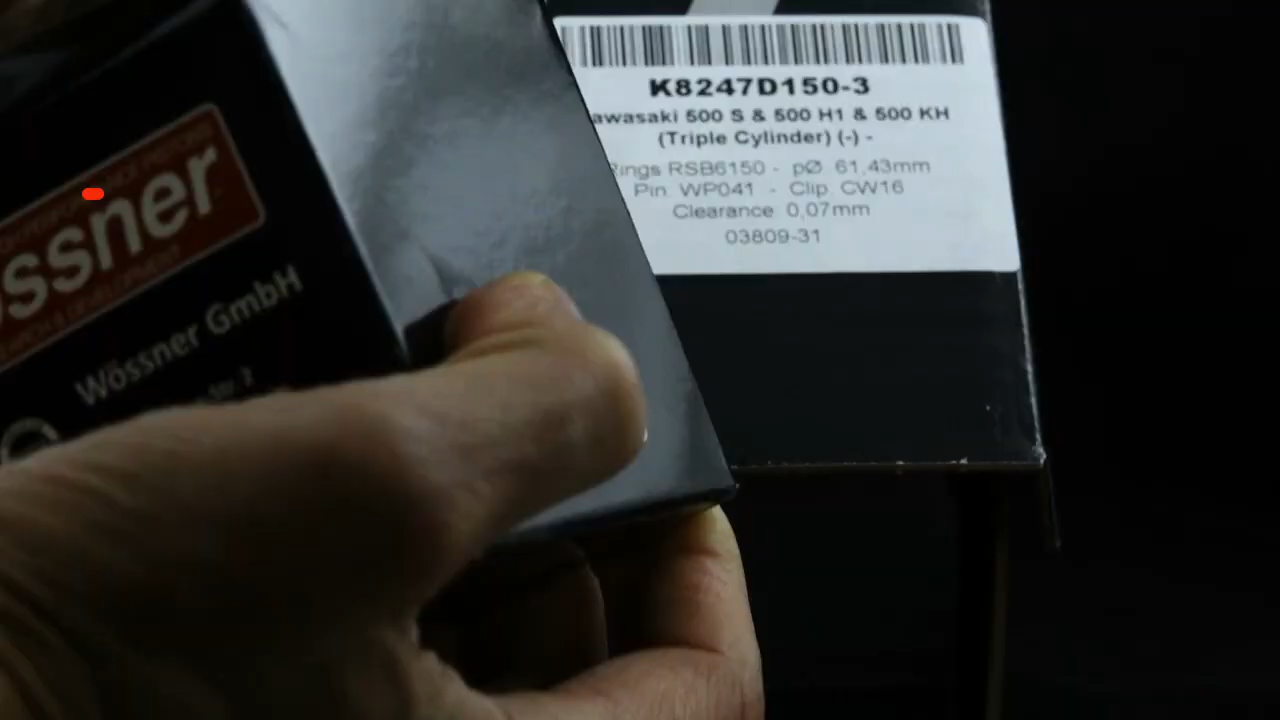 ssner
Wössner GmbH
K8247D150-3
awasaki 500 S & 500 H1 & 500 KH
(Triple Cylinder) (-) -
ings RSB6150 - pØ 61,43mm
Pin. WP041 - Clip. CW16
Clearance 0,07mm
03809-31